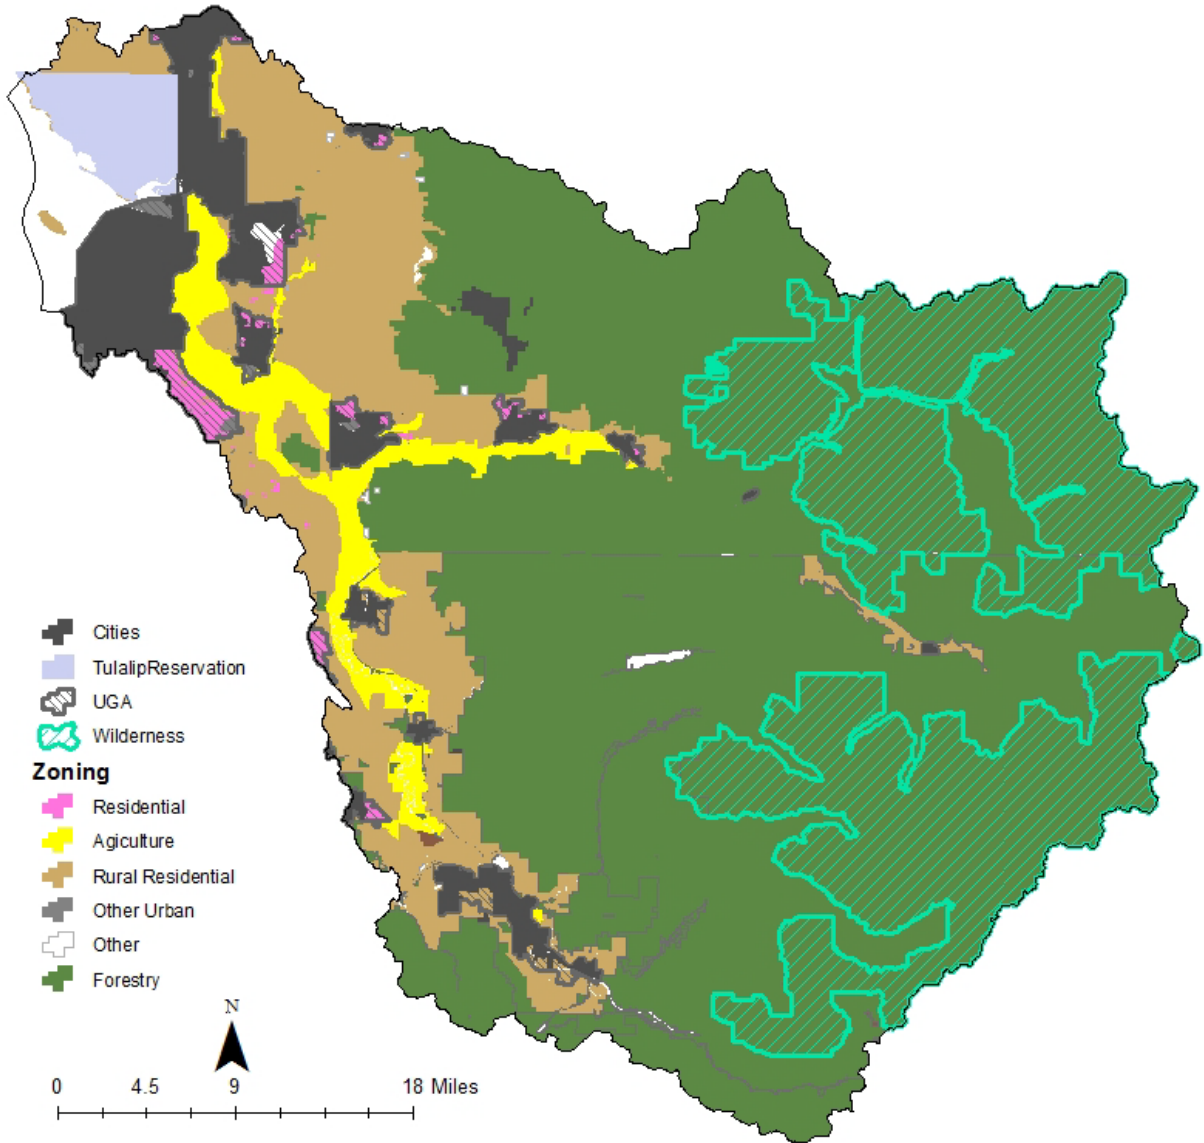 Cities
TulalipReservation
UGA
Wilderness
Zoning
Residential
Agiculture
Rural Residential
Other Urban
Other
Forestry
N
0 4.5 9 18 Miles